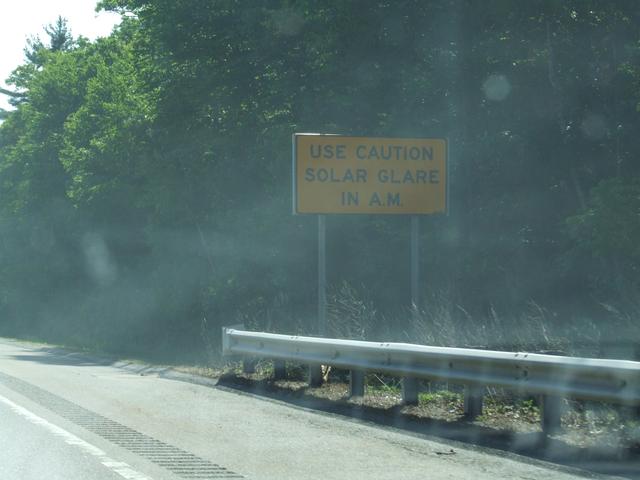 USE CAUTION
SOLAR GLARE
IN A.M.